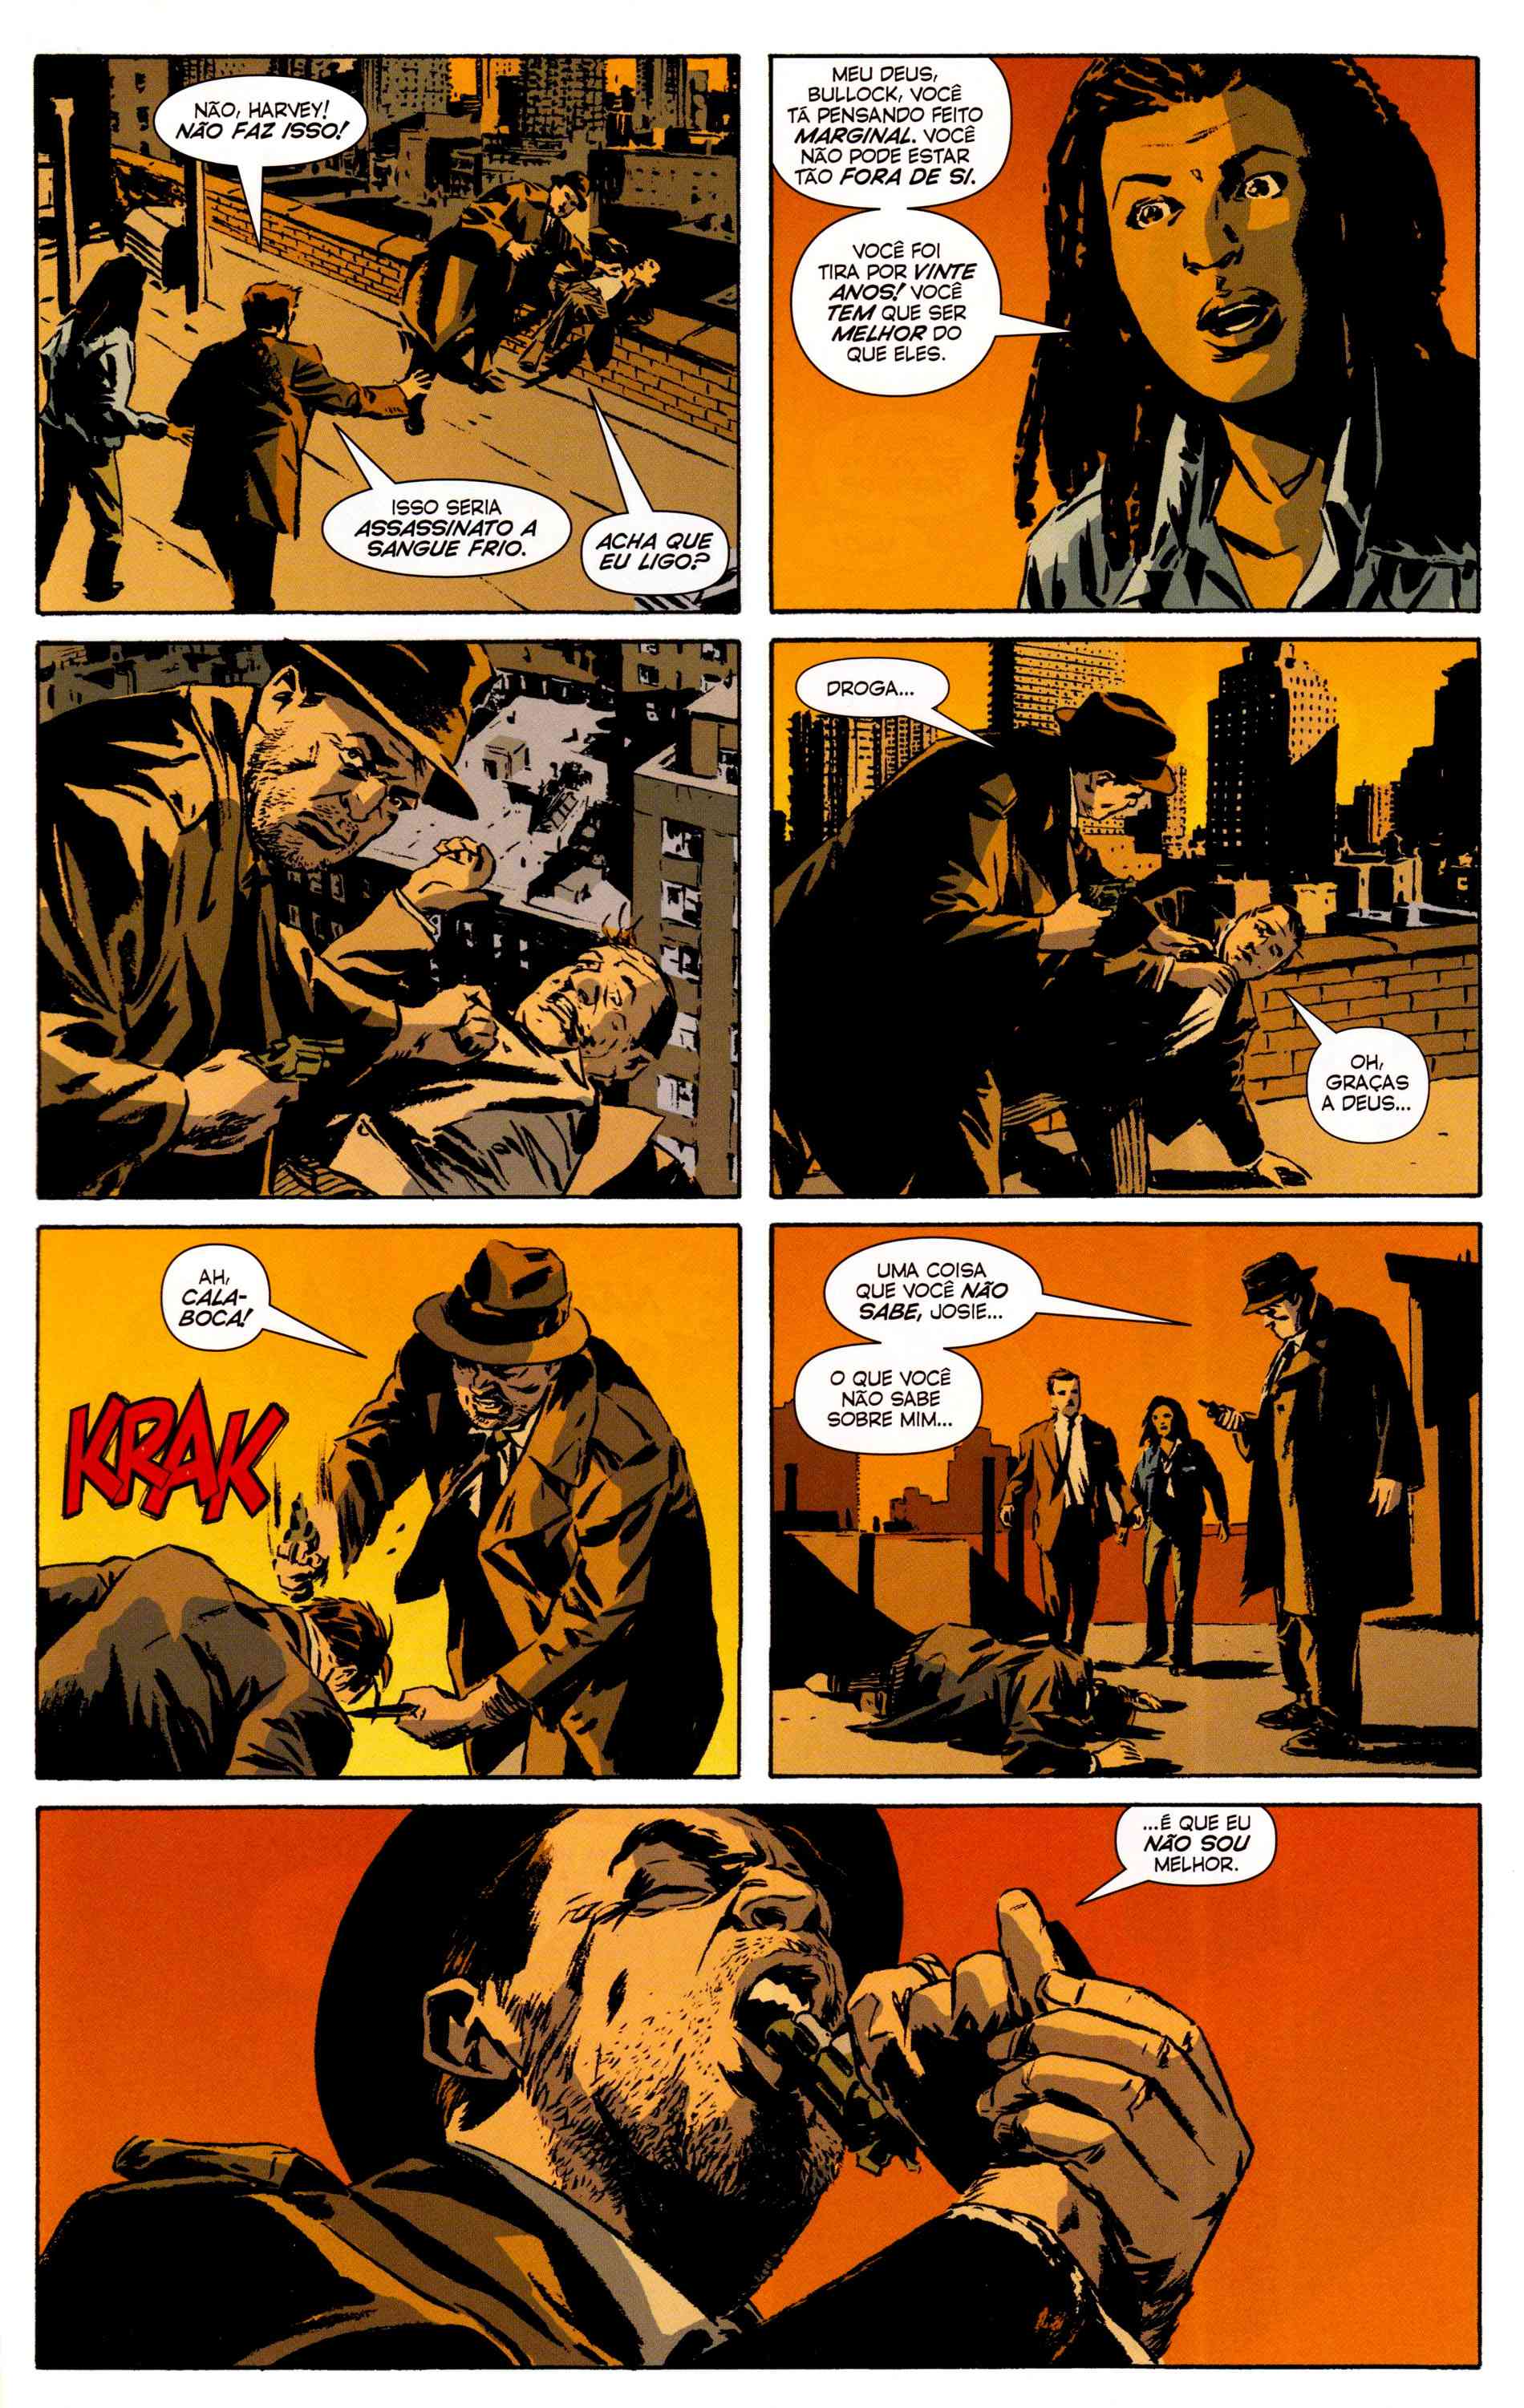 NÃO, HARVEY!
NÃO FAZ ISSO!
ISSO SERIA
ASSASSINATO A
SANGUE FRIO.
ACHA QUE
EU LIGO?
MEU DEUS,
BULLOCK, VOCÊ
TÁ PENSANDO FEITO
MARGINAL. VOCÊ
NÃO PODE ESTAR
TÃO FORA DE SI.
VOCÊ FOI
TIRA POR VINTE
ANOS! VOCÊ
TEM QUE SER
MELHOR DO
QUE ELES.
DROGA...
OH,
GRAÇAS
A DEUS...
AH,
CALA-
BOCA!
KRAK
UMA COISA
QUE VOCÊ NÃO
SABE, JOSIE...
O QUE VOCÊ
NÃO SABE
SOBRE MIM...
...É QUE EU
NÃO SOU
MELHOR.